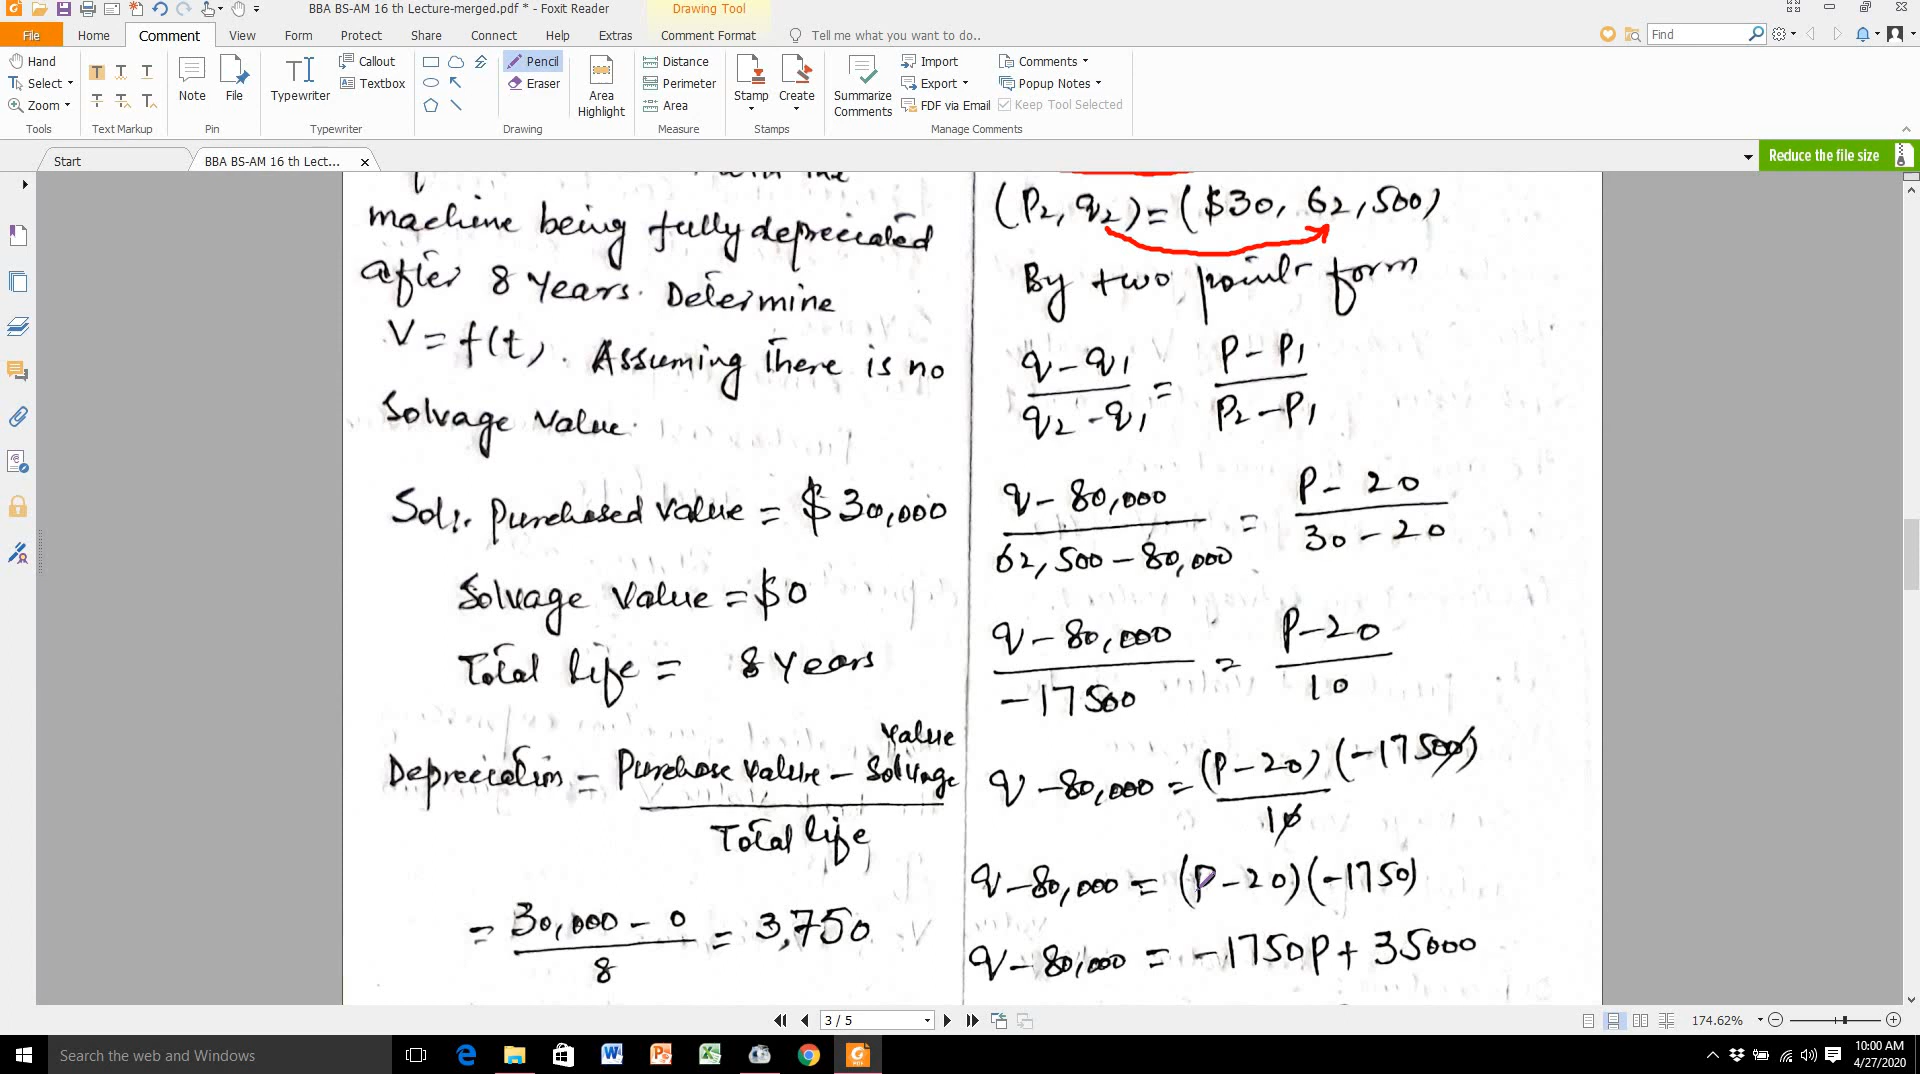 BBA BS-AM 16 th Lecture-merged.pdf * - Foxit Reader
Drawing Tool
File Home Comment View Form Protect Share Connect Help Extras Comment Format Tell me what you want to do.. Find
Hand
Select
Zoom
Tools
Text Markup
Note File
Pin
Typewriter
Callout
Textbox
Typewriter
Pencil
Eraser
Area Highlight
Drawing
Distance
Perimeter
Area
Measure
Stamp Create
Stamps
Summarize Comments
Import
Export
FDF via Email
Comments
Popup Notes
Keep Tool Selected
Manage Comments
Start
BBA BS-AM 16 th Lect...
Reduce the file size
machine being fully depreciated
after 8 Years. Determine
V = f(t). Assuming there is no
Solvage Value.
Sol:. Purchased Value = $30,000
Solvage Value = $0
Total life = 8 Years
Depreciation = Purchase Value - Solvage Value
Total life
= 30,000 - 0 / 8 = 3,750
(P2, q2) = ($30, 62,500)
By two point form
q - q1 / q2 - q1 = P - P1 / P2 - P1
q - 80,000 / 62,500 - 80,000 = P - 20 / 30 - 20
q - 80,000 / -17500 = P - 20 / 10
q - 80,000 = (P - 20)(-17500) / 10
q - 80,000 = (P - 20)(-1750)
q - 80,000 = -1750P + 35000
3 / 5
174.62%
Search the web and Windows
10:00 AM
4/27/2020